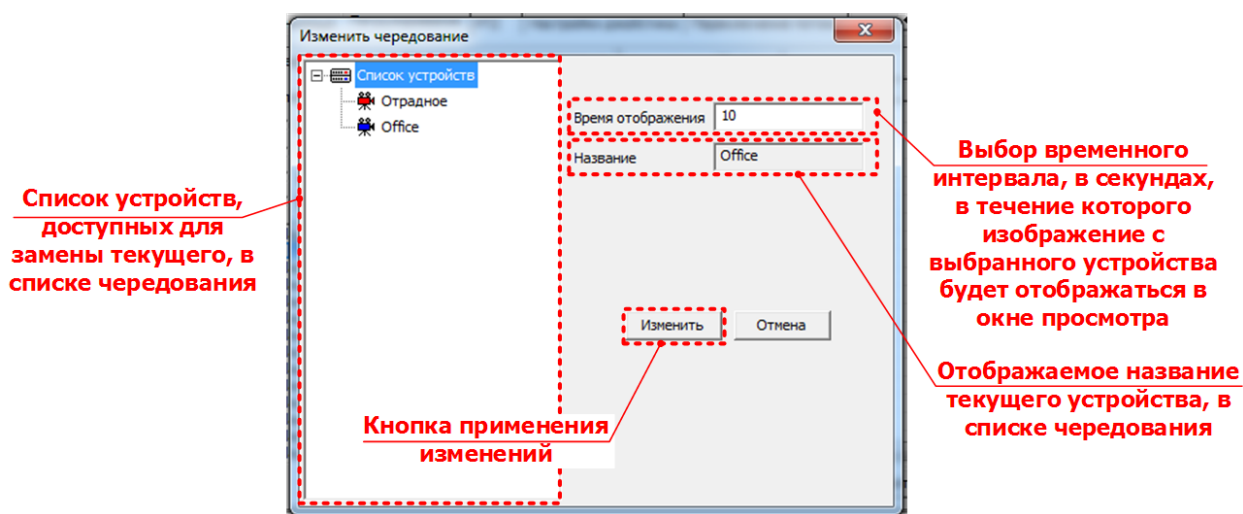 Изменить чередование
Список устройств
Отрадное
Office
Время отображения 10
Название Office
Изменить Отмена
Список устройств,
доступных для
замены текущего, в
списке чередования
Выбор временного
интервала, в секундах,
в течение которого
изображение с
выбранного устройства
будет отображаться в
окне просмотра
Отображаемое название
текущего устройства, в
списке чередования
Кнопка применения
изменений